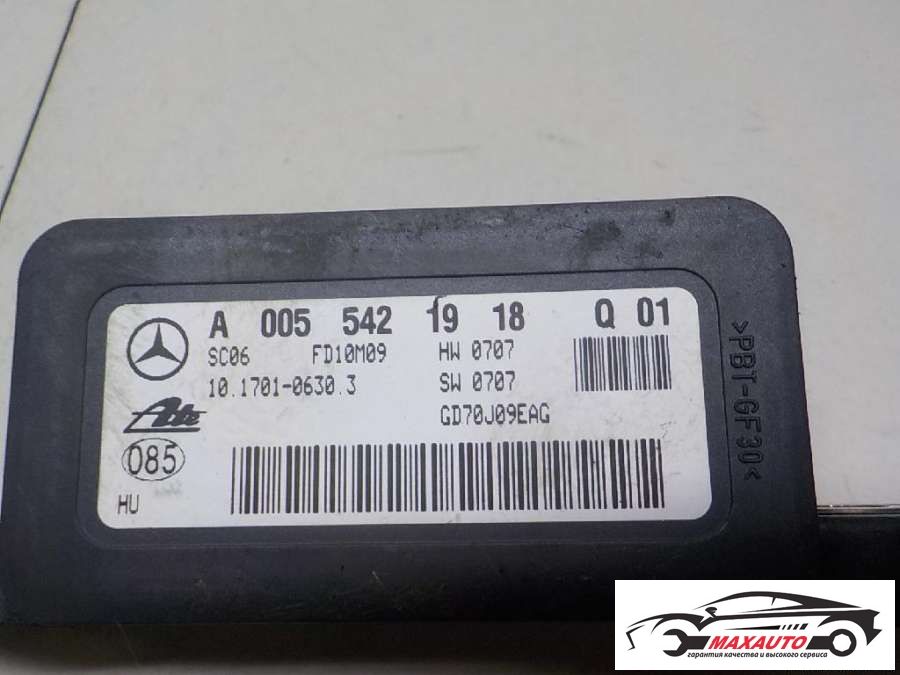 A 005 542 19 18 Q 01
SC06 FD10M09 HW 0707
10.1701-0630.3 SW 0707
GD70J09EAG
Ate
085
HU
>PBT-GF30<
MAXAUTO
гарантия качества и высокого сервиса